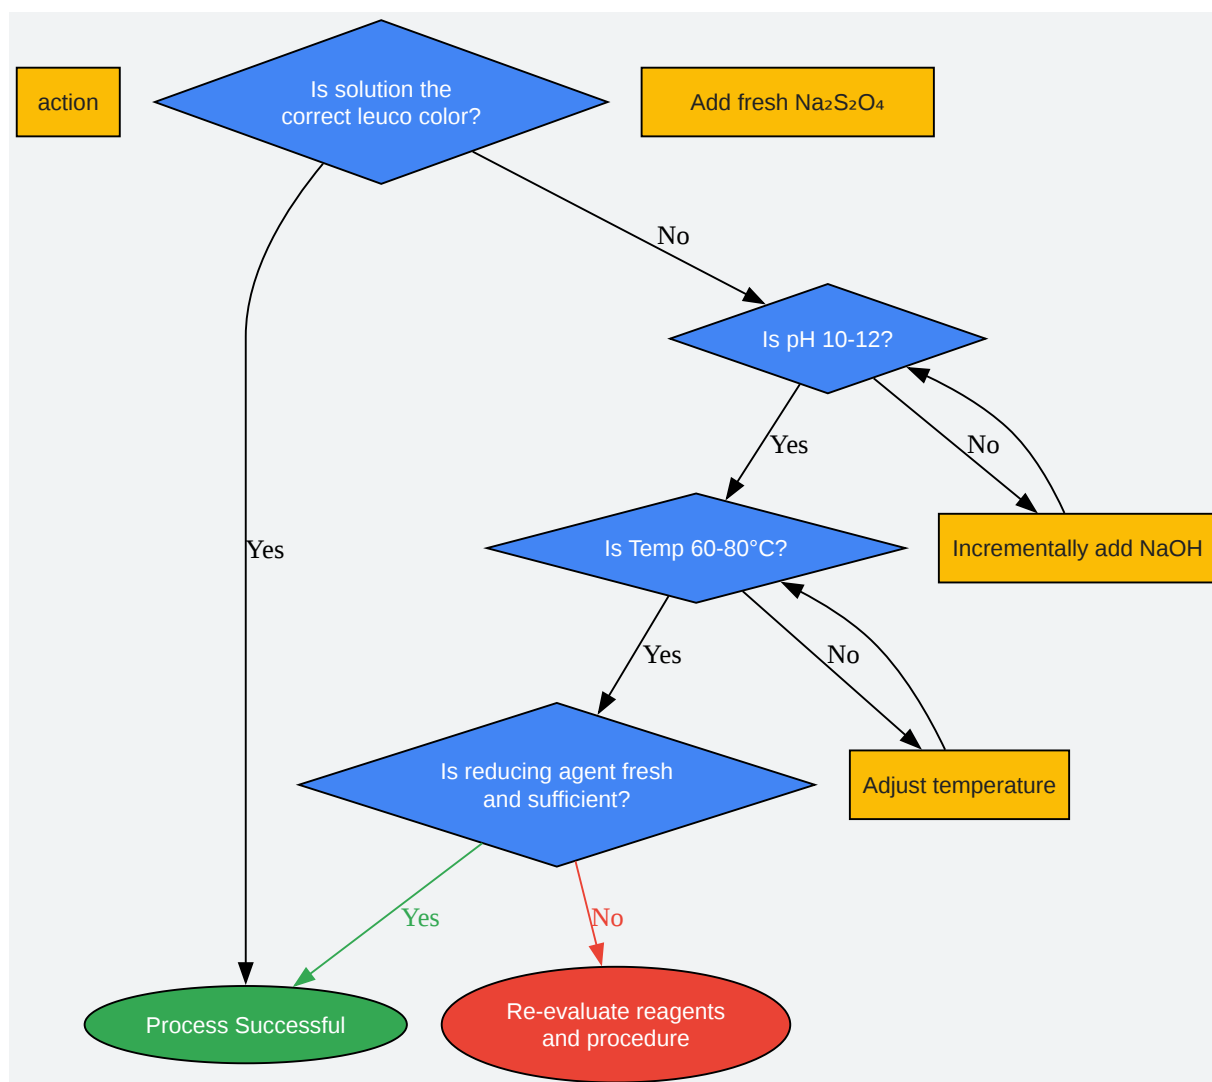 action
Is solution the
correct leuco color?
Add fresh Na₂S₂O₄
No
Is pH 10-12?
Yes
No
Yes
Is Temp 60-80°C?
Incrementally add NaOH
Yes
No
Is reducing agent fresh
and sufficient?
Adjust temperature
Yes
No
Process Successful
Re-evaluate reagents
and procedure